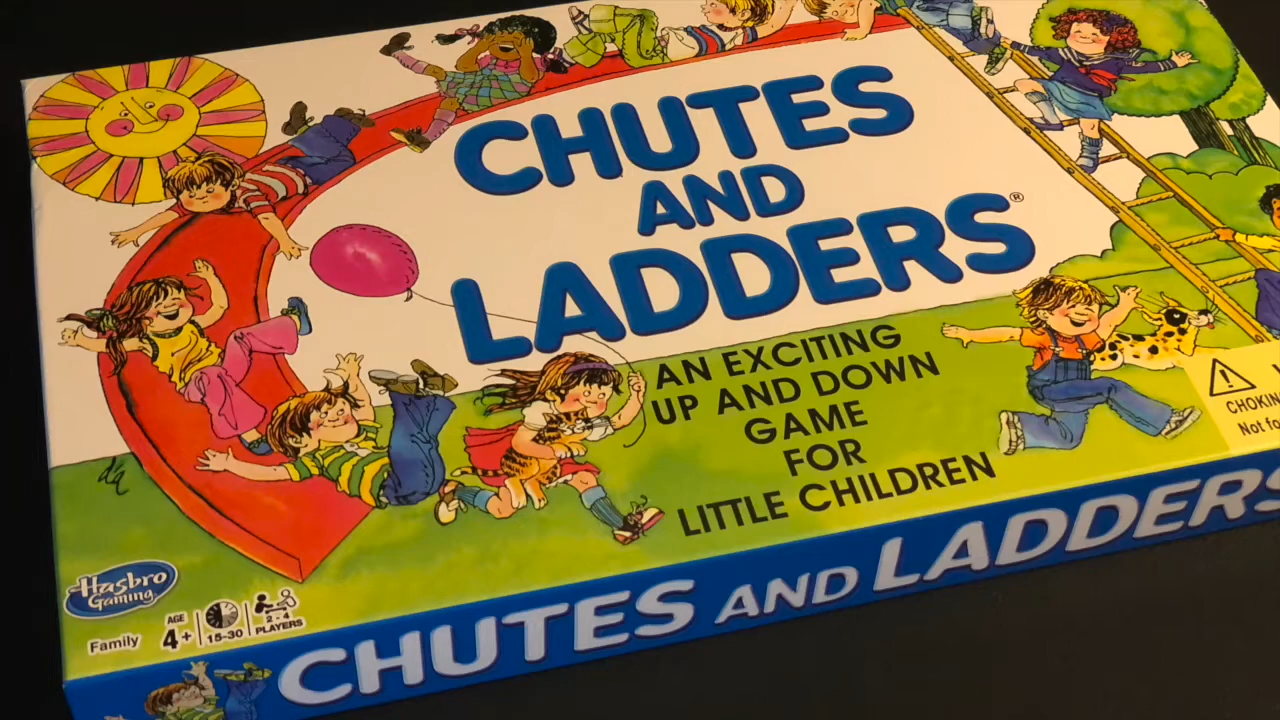 CHUTES
AND
LADDERS®
AN EXCITING
UP AND DOWN
GAME
FOR
LITTLE CHILDREN
CHOKIN
Not fo
Hasbro
Gaming
Family
AGE
4+
15-30
2-4
PLAYERS
CHUTES AND LADDERS